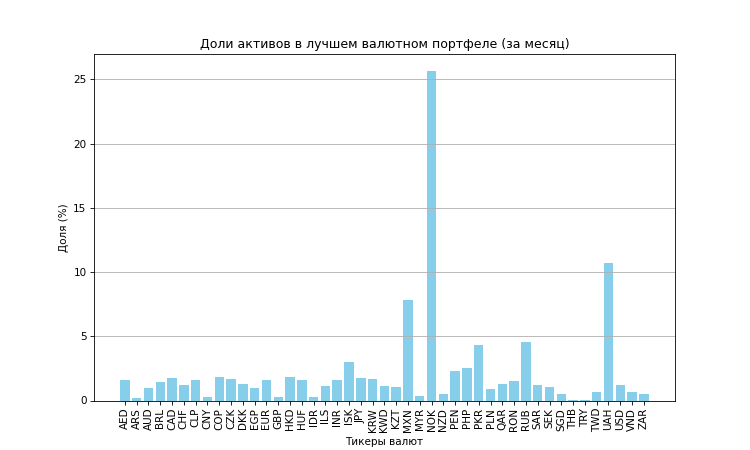 Доли активов в лучшем валютном портфеле (за месяц)
Доля (%)
25
20
15
10
5
0
AED ARS AUD BRL CAD CHF CLP CNY COP CZK DKK EGP EUR GBP HKD HUF IDR ILS INR ISK JPY KRW KWD KZT MXN MYR NOK NZD PEN PHP PKR PLN QAR RON RUB SAR SEK SGD THB TRY TWD UAH USD VND ZAR
Тикеры валют